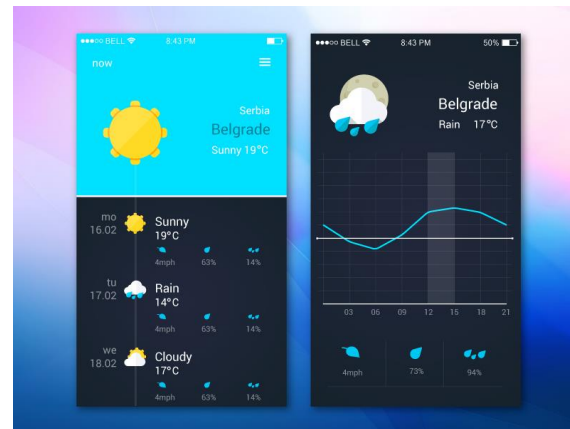 BELL 8:43 PM
now
Serbia
Belgrade
Sunny 19°C
mo
16.02
Sunny
19°C
4mph 63% 14%
tu
17.02
Rain
14°C
4mph 63% 14%
we
18.02
Cloudy
17°C
4mph 63% 14%
BELL 8:43 PM 50%
Serbia
Belgrade
Rain 17°C
03 06 09 12 15 18 21
4mph 73% 94%